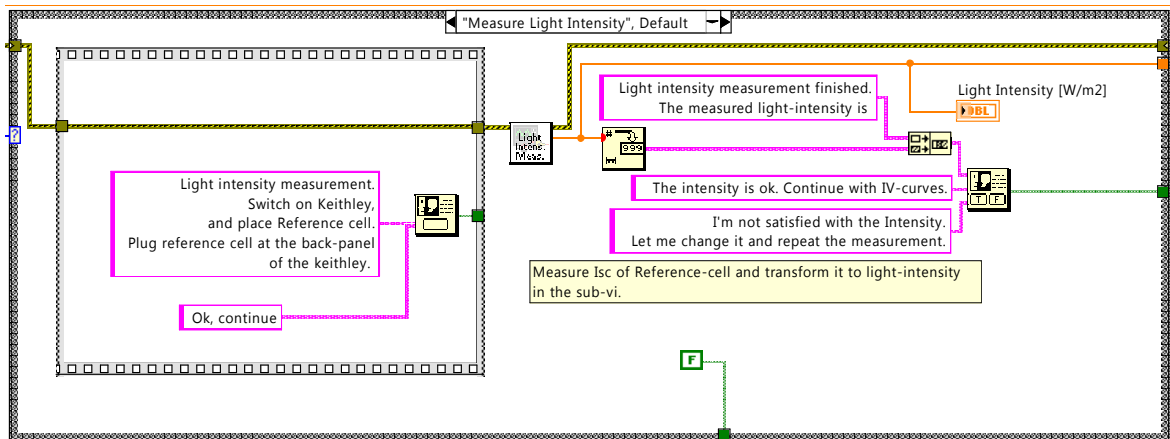 "Measure Light Intensity", Default
Light intensity measurement finished.
The measured light-intensity is
Light Intensity [W/m2]
DBL
?
Light
Intens.
Meas.
#
999
The intensity is ok. Continue with IV-curves.
T F
I'm not satisfied with the Intensity.
Let me change it and repeat the measurement.
Light intensity measurement.
Switch on Keithley,
and place Reference cell.
Plug reference cell at the back-panel
of the keithley.
Ok, continue
Measure Isc of Reference-cell and transform it to light-intensity
in the sub-vi.
F